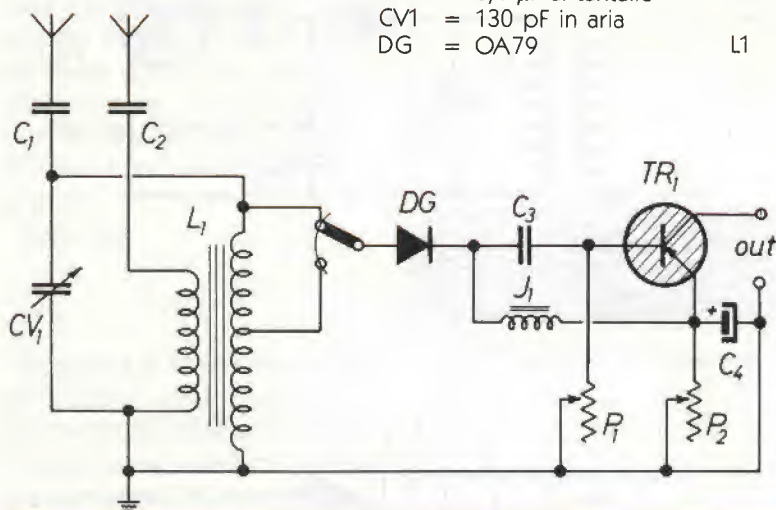 CV1 = 130 pF in aria
DG = OA79
L1
C₁
C₂
L₁
DG
C₃
TR₁
out
CV₁
J₁
+
C₄
P₁
P₂